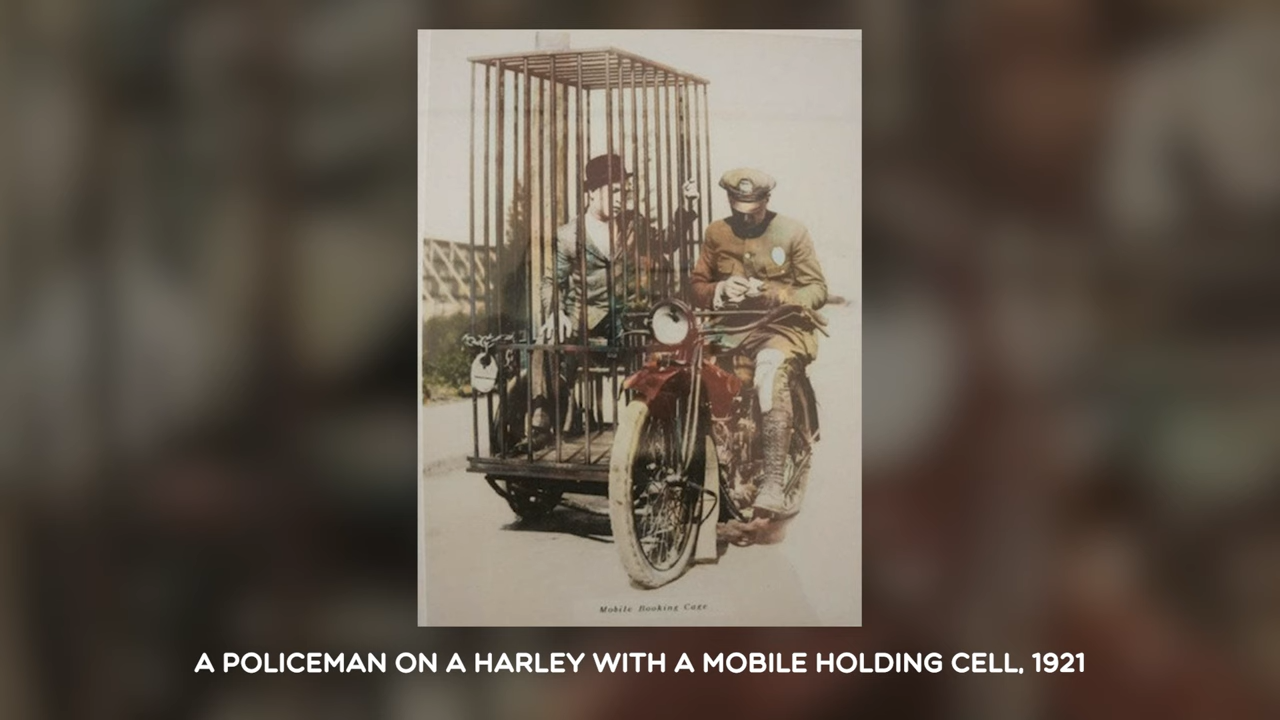 Mobile Booking Cage
A POLICEMAN ON A HARLEY WITH A MOBILE HOLDING CELL, 1921